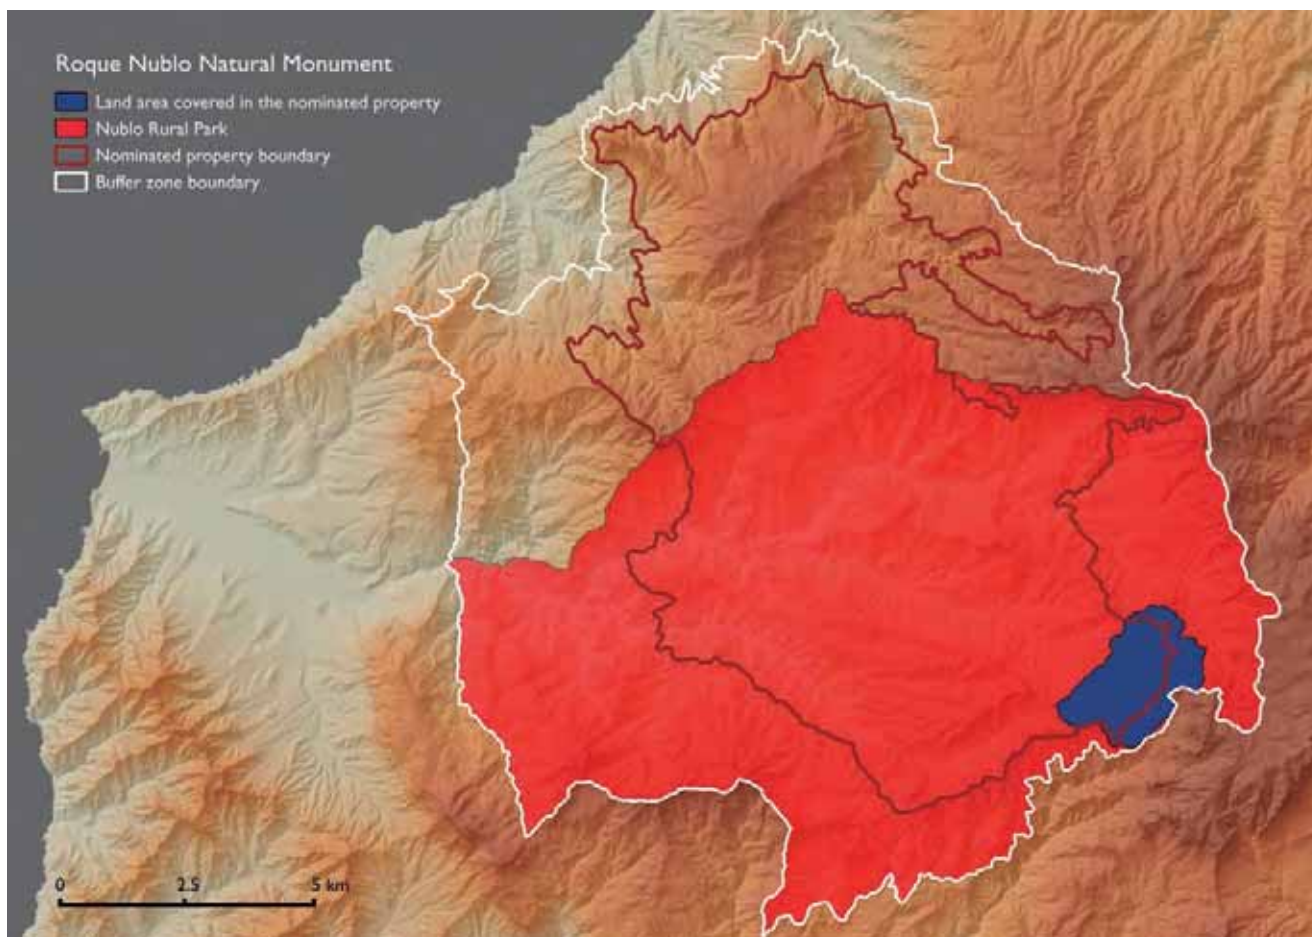 Roque Nublo Natural Monument
Land area covered in the nominated property
Nublo Rural Park
Nominated property boundary
Buffer zone boundary
0 2.5 5 km